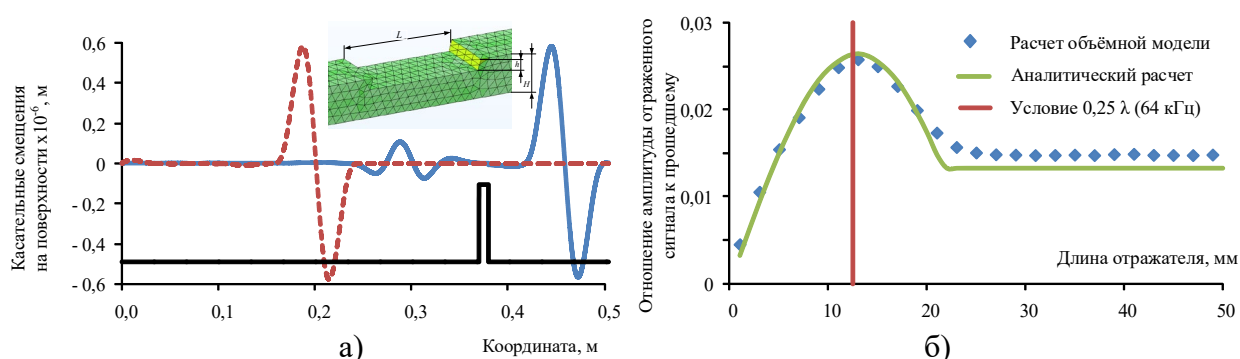 Касательные смещения
на поверхности х10⁻⁶, м
0,6
0,4
0,2
0
- 0,2
- 0,4
- 0,6
0,0
0,1
0,2
0,3
0,4
0,5
L
h
H
а)
Координата, м
Отношение амплитуды отраженного
сигнала к прошедшему
0,03
0,02
0,01
0
0
10
20
30
40
50
Расчет объёмной модели
Аналитический расчет
Условие 0,25 λ (64 кГц)
Длина отражателя, мм
б)